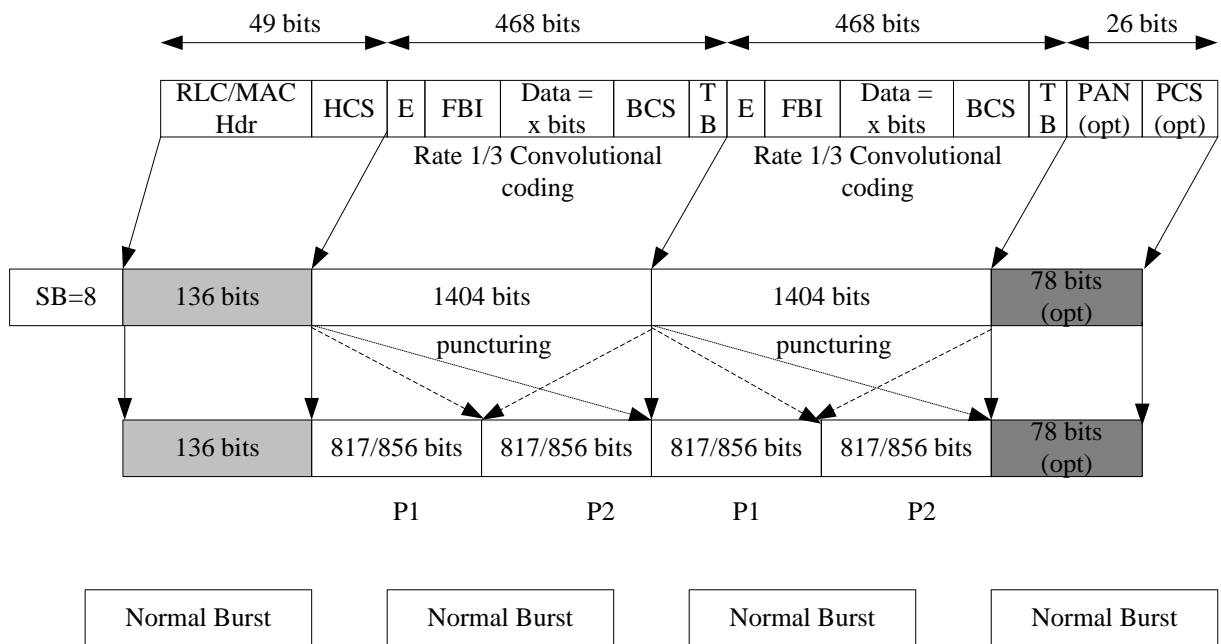 49 bits
468 bits
468 bits
26 bits
RLC/MAC
Hdr
HCS
E
FBI
Data =
x bits
BCS
T
B
E
FBI
Data =
x bits
BCS
T
B
PAN
(opt)
PCS
(opt)
Rate 1/3 Convolutional
coding
Rate 1/3 Convolutional
coding
SB=8
136 bits
1404 bits
1404 bits
78 bits
(opt)
puncturing
puncturing
136 bits
817/856 bits
817/856 bits
817/856 bits
817/856 bits
78 bits
(opt)
P1
P2
P1
P2
Normal Burst
Normal Burst
Normal Burst
Normal Burst